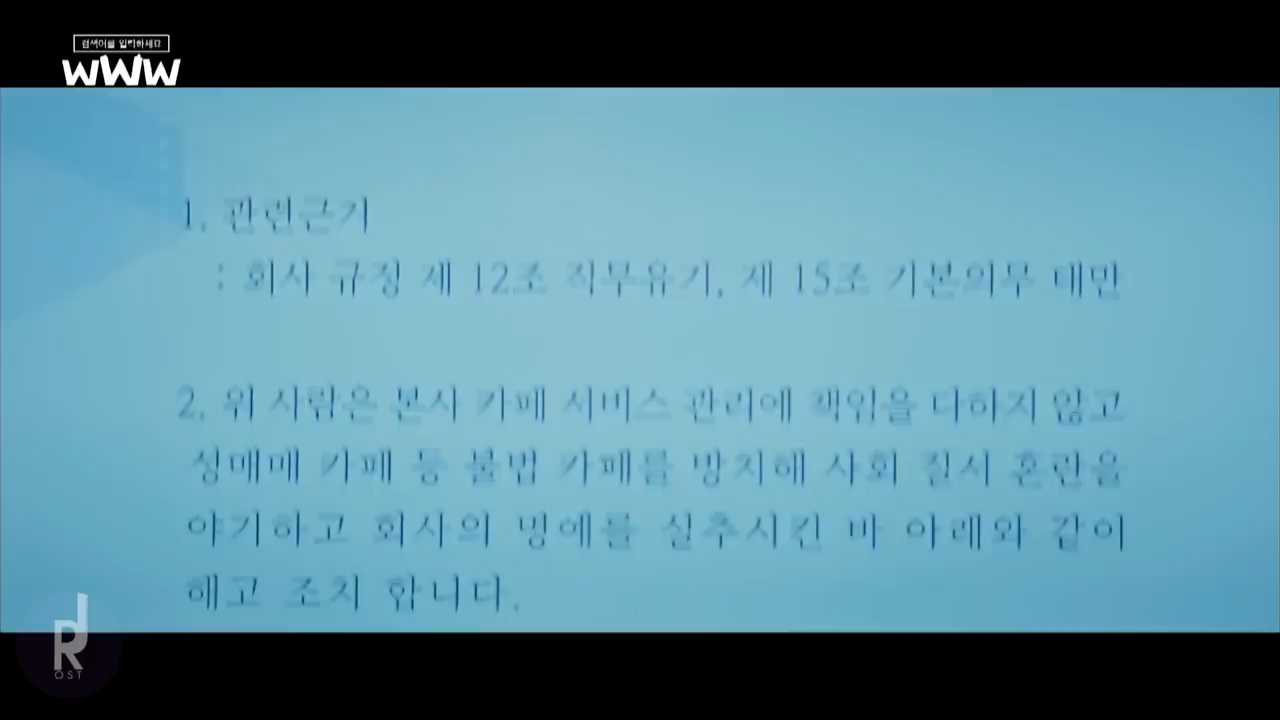 검색어를 입력하세요
WWW
1. 관련근거
: 회사 규정 제 12조 직무유기, 제 15조 기본의무 태만
2. 위 사람은 본사 카페 서비스 관리에 책임을 다하지 않고
성매매 카페 등 불법 카페를 방치해 사회 질서 혼란을
야기하고 회사의 명예를 실추시킨 바 아래와 같이
해고 조치 합니다.
RJ
OST